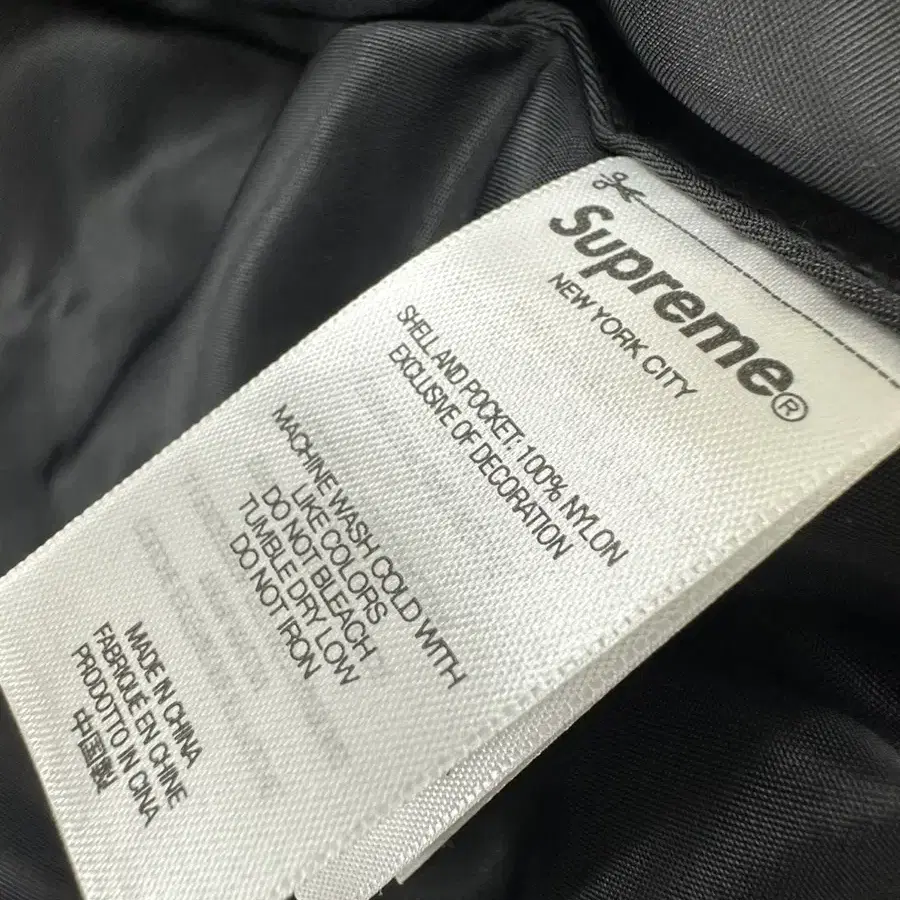 Supreme®
NEW YORK CITY
SHELL AND POCKET: 100% NYLON
EXCLUSIVE OF DECORATION
MACHINE WASH COLD WITH
LIKE COLORS
DO NOT BLEACH
TUMBLE DRY LOW
DO NOT IRON
MADE IN CHINA
FABRIQUÉ EN CHINE
PRODOTTO IN CINA
中国製